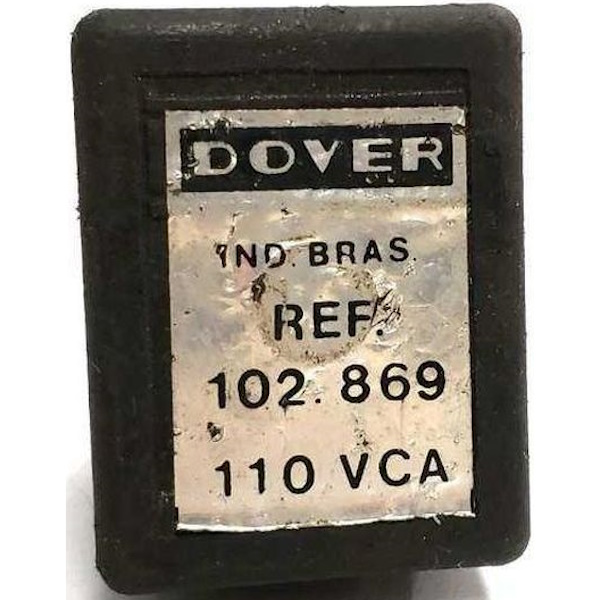 DOVER
IND. BRAS.
REF.
102.869
110 VCA